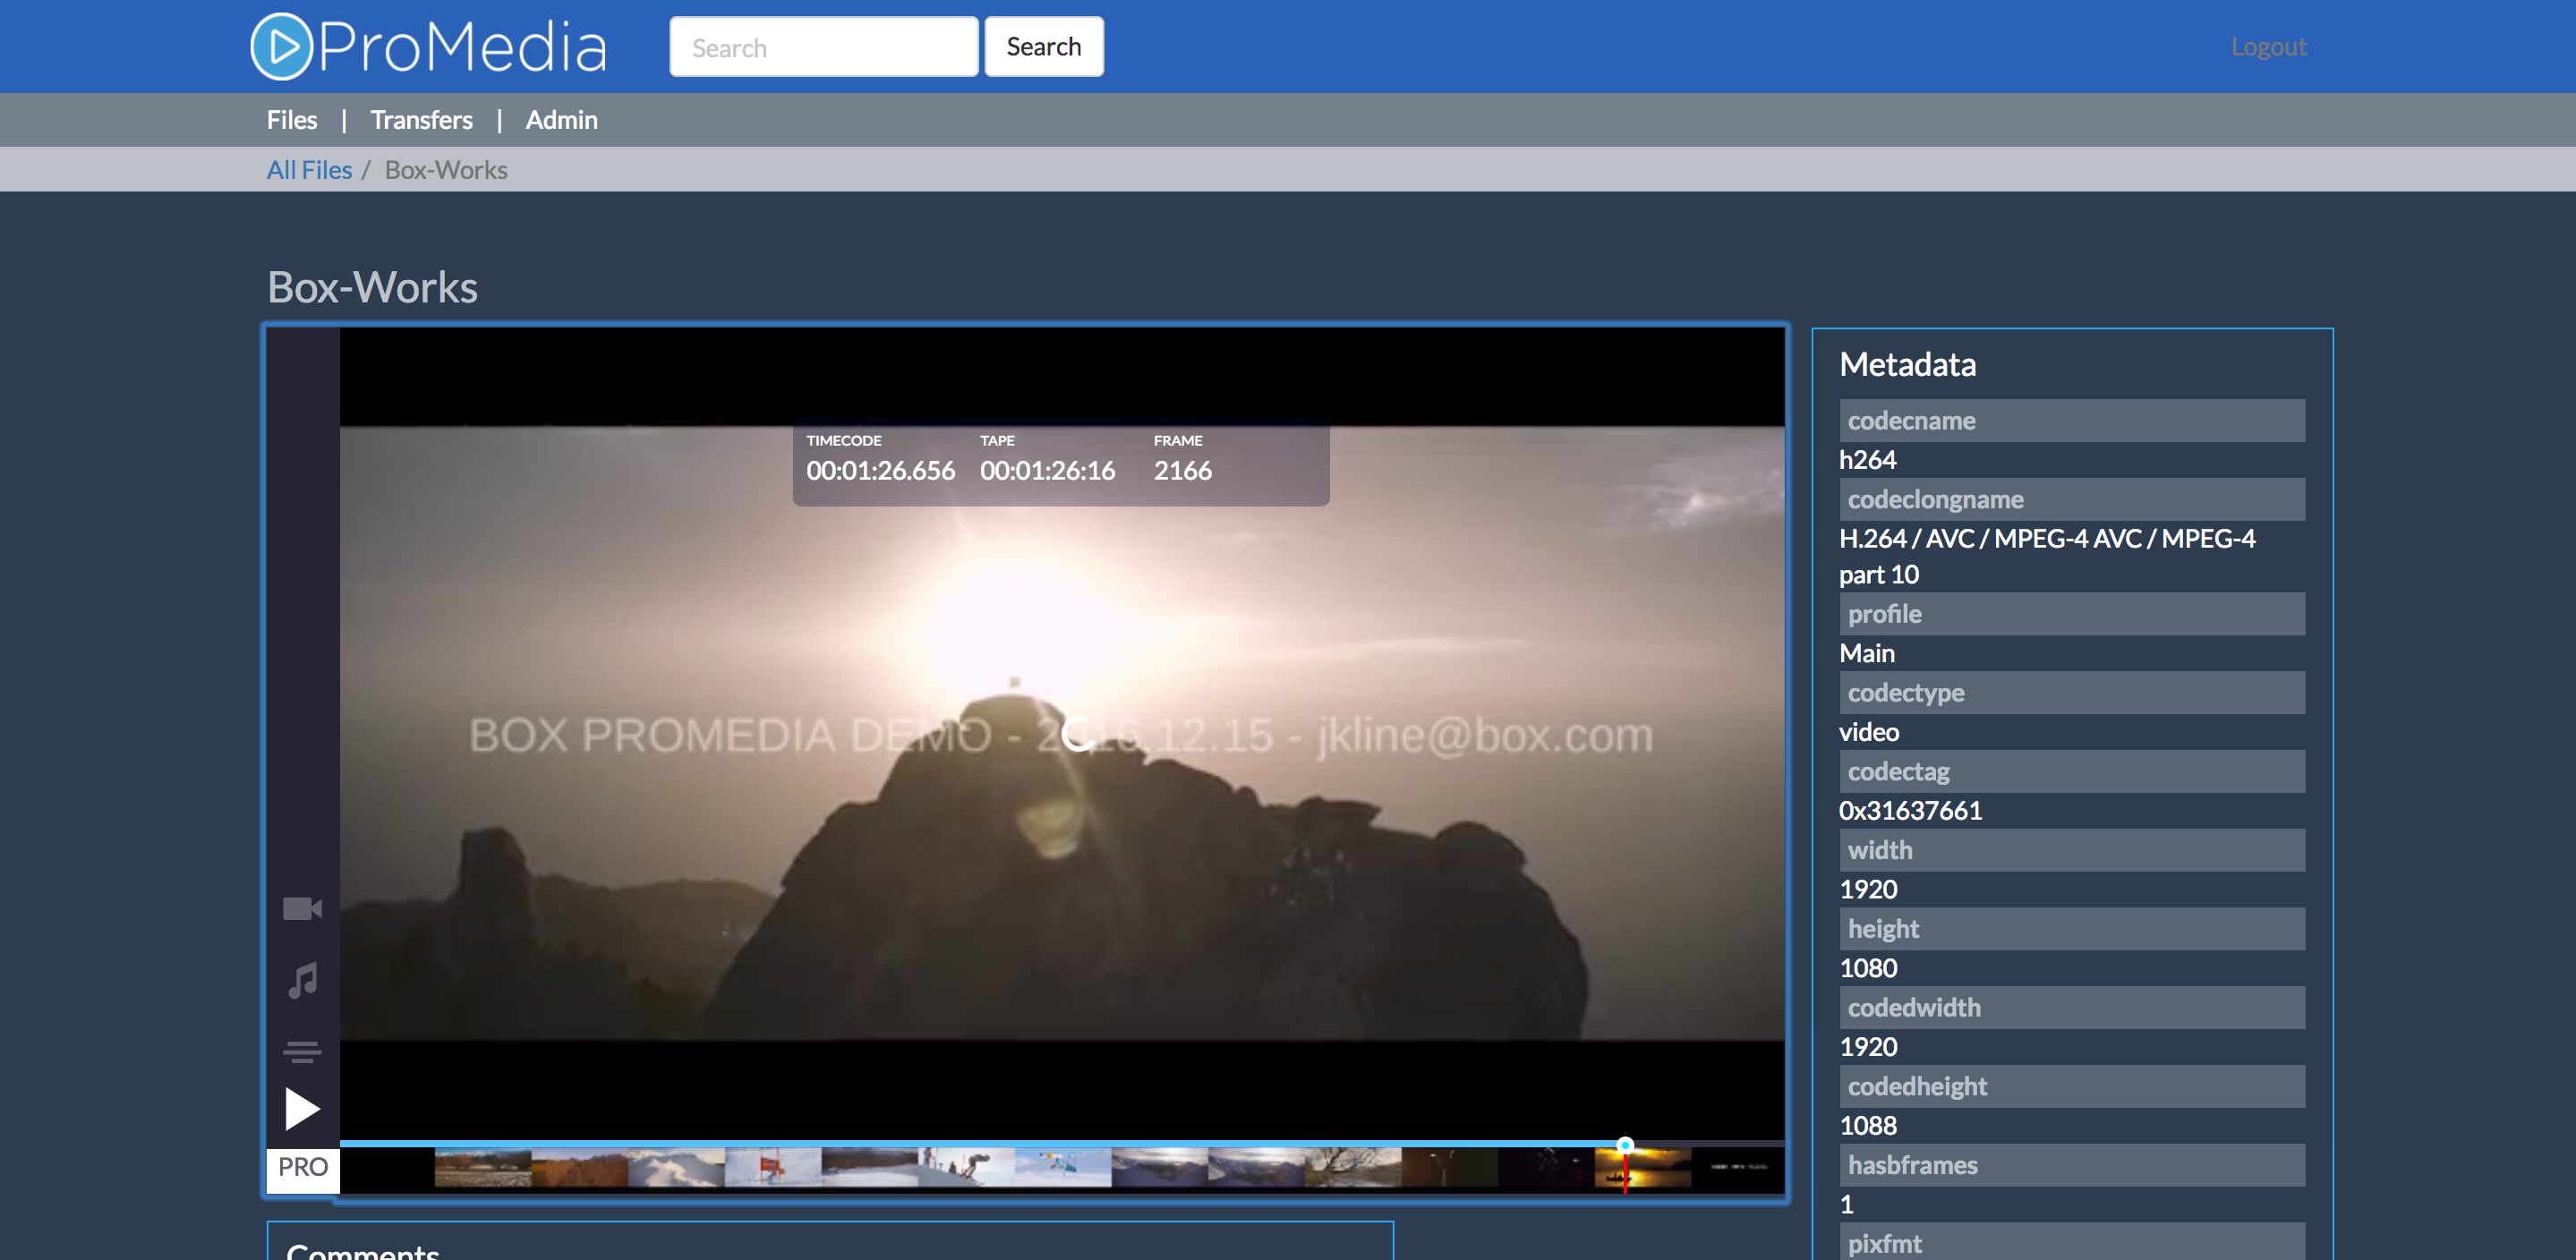 ProMedia
Search
Search
Logout
Files | Transfers | Admin
All Files / Box-Works
Box-Works
TIMECODE TAPE FRAME
00:01:26.656 00:01:26:16 2166
BOX PROMEDIA DEMO - 2016.12.15 - jkline@box.com
PRO
Comments
Metadata
codecname
h264
codeclongname
H.264 / AVC / MPEG-4 AVC / MPEG-4
part 10
profile
Main
codectype
video
codectag
0x31637661
width
1920
height
1080
codedwidth
1920
codedheight
1088
hasbframes
1
pixfmt